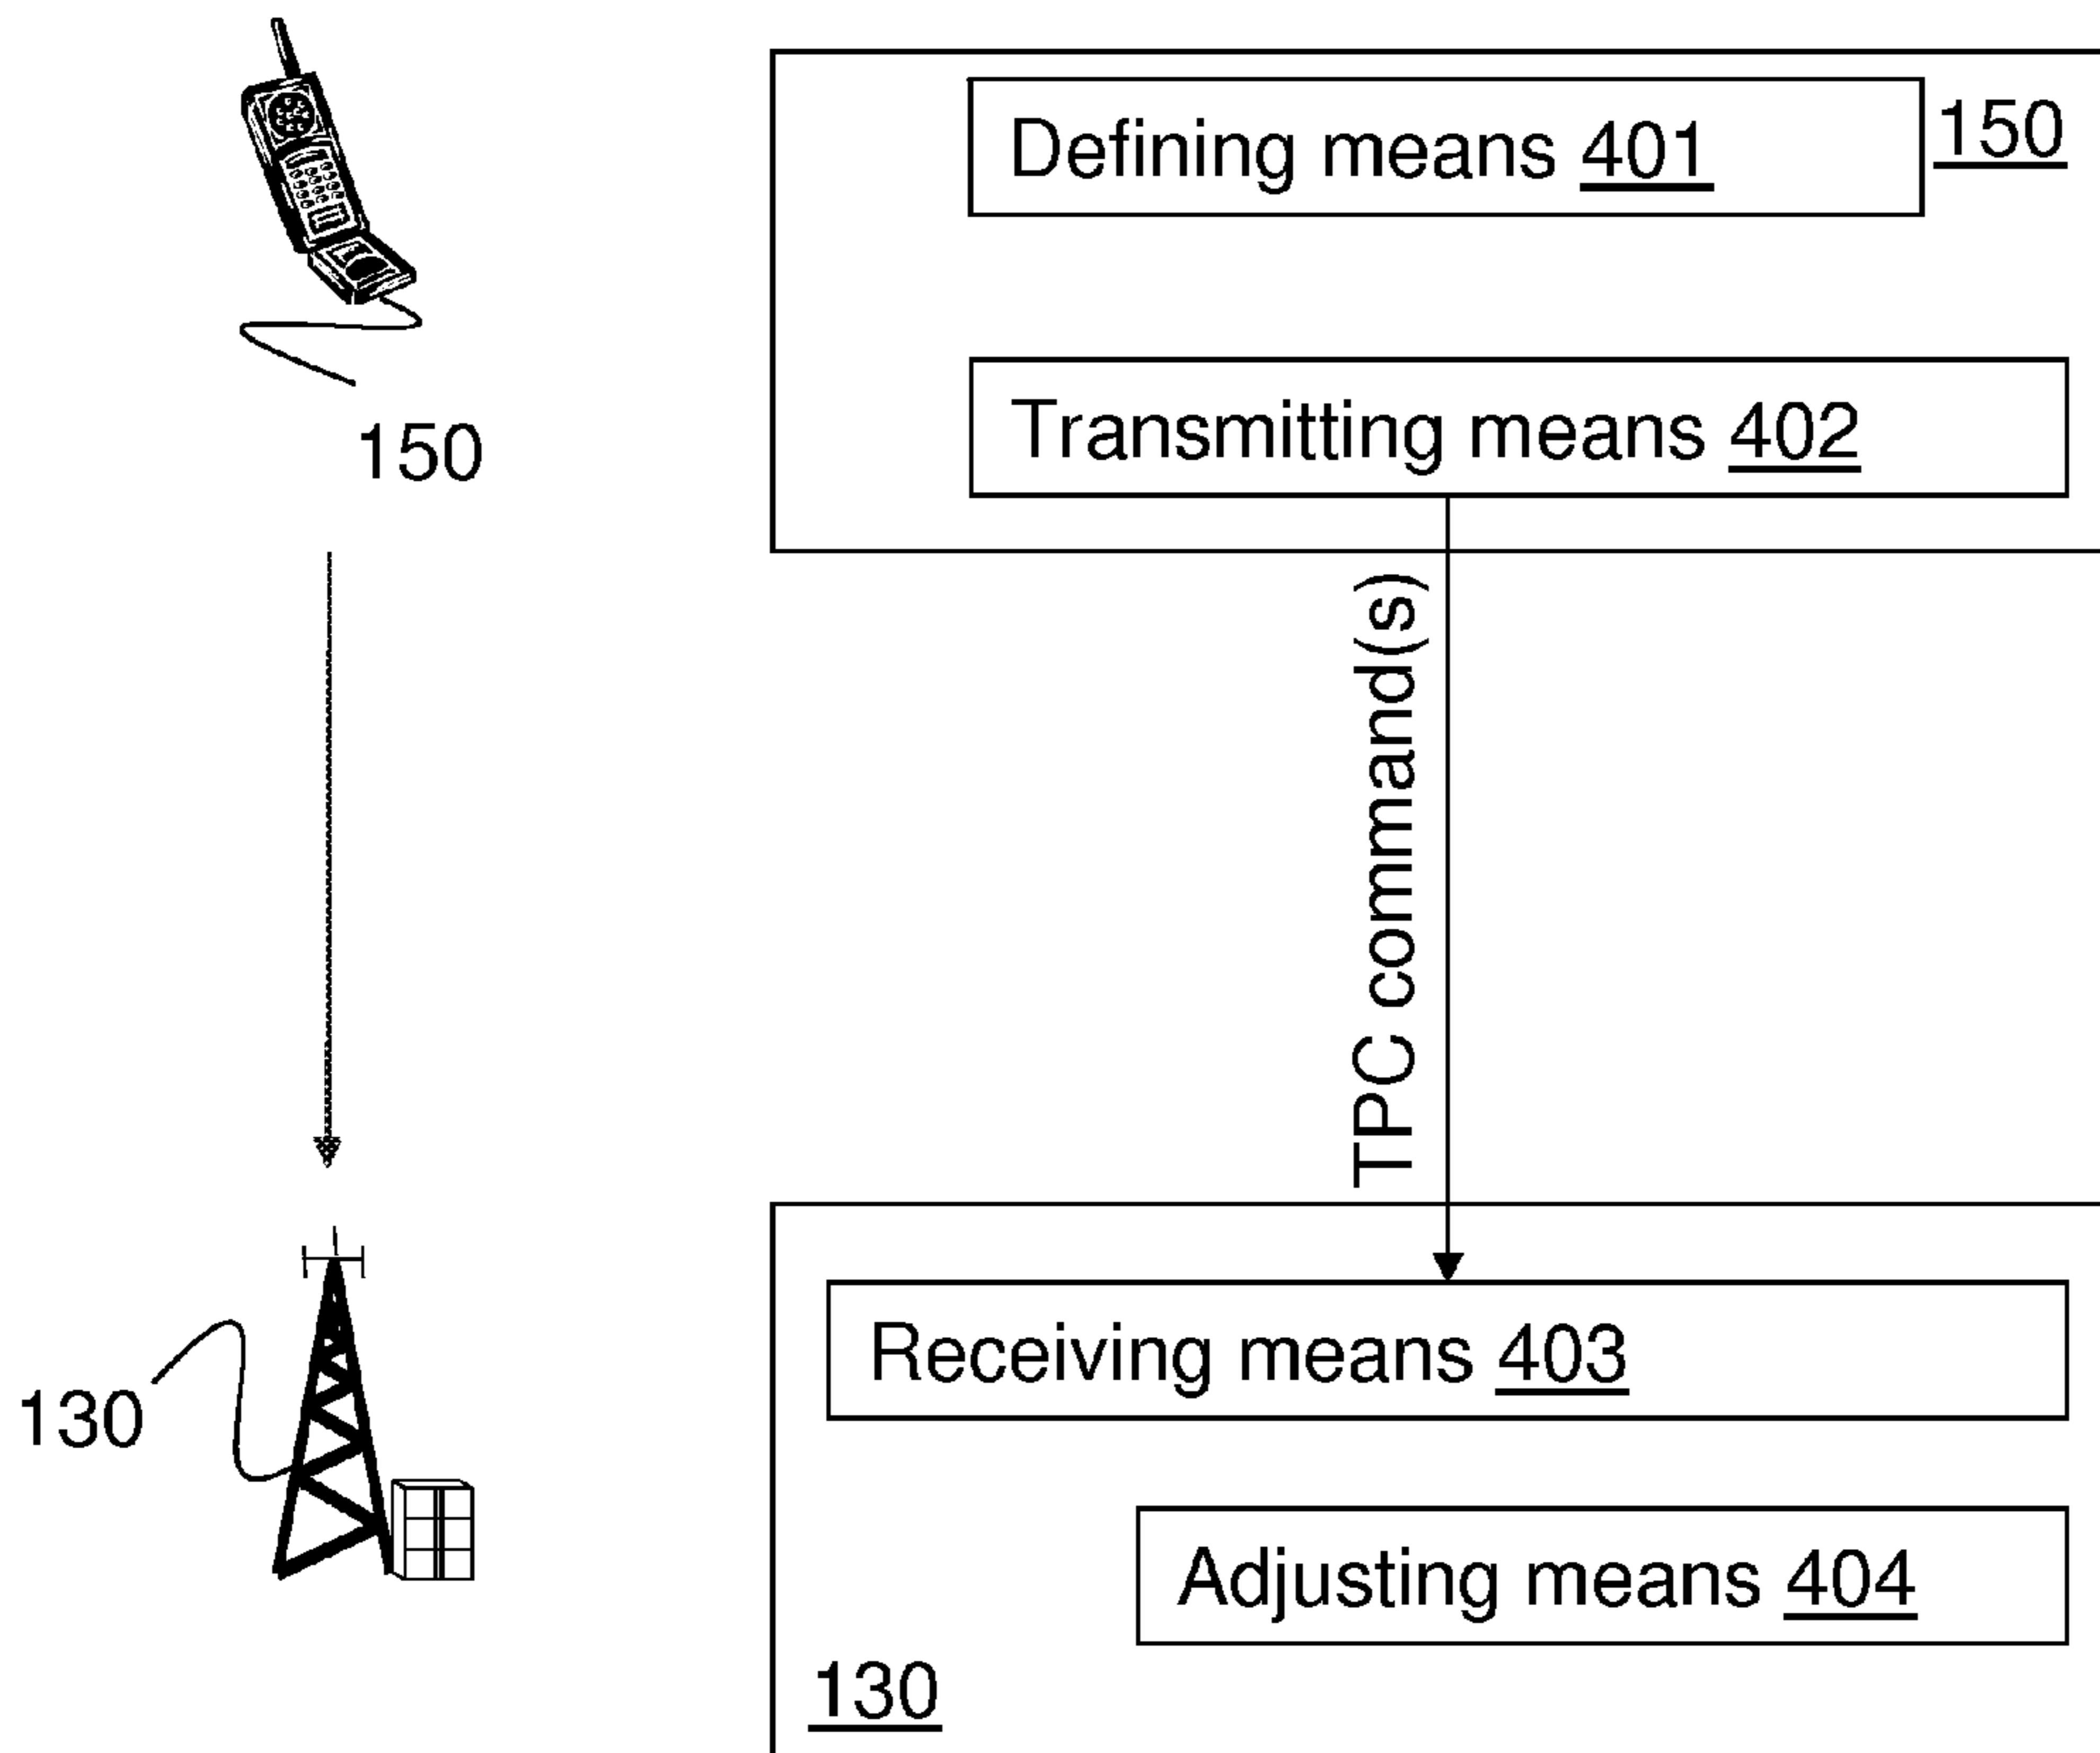 Defining means 401
150
Transmitting means 402
150
TPC command(s)
Receiving means 403
130
Adjusting means 404
130